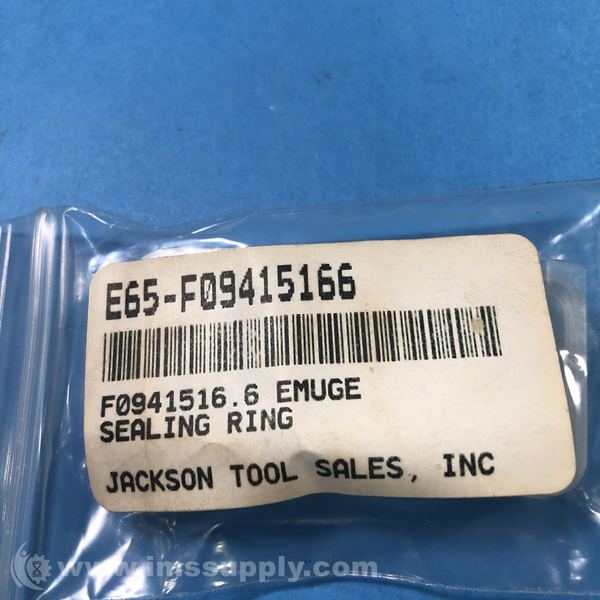 E65-F09415166
F0941516.6 EMUGE
SEALING RING
JACKSON TOOL SALES, INC
www.imssupply.com